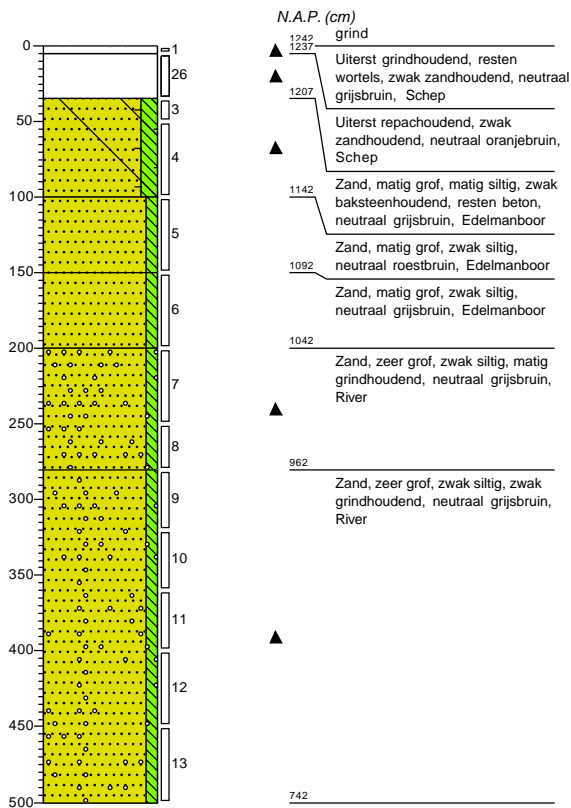 N.A.P. (cm)
1242 grind
1237
Uiterst grindhoudend, resten
wortels, zwak zandhoudend, neutraal
grijsbruin, Schep
1207
Uiterst repachoudend, zwak
zandhoudend, neutraal oranjebruin,
Schep
1142
Zand, matig grof, matig siltig, zwak
baksteenhoudend, resten beton,
neutraal grijsbruin, Edelmanboor
Zand, matig grof, zwak siltig,
neutraal roestbruin, Edelmanboor
1092
Zand, matig grof, zwak siltig,
neutraal grijsbruin, Edelmanboor
1042
Zand, zeer grof, zwak siltig, matig
grindhoudend, neutraal grijsbruin,
River
962
Zand, zeer grof, zwak siltig, zwak
grindhoudend, neutraal grijsbruin,
River
742
0
50
100
150
200
250
300
350
400
450
500
1
26
3
4
5
6
7
8
9
10
11
12
13